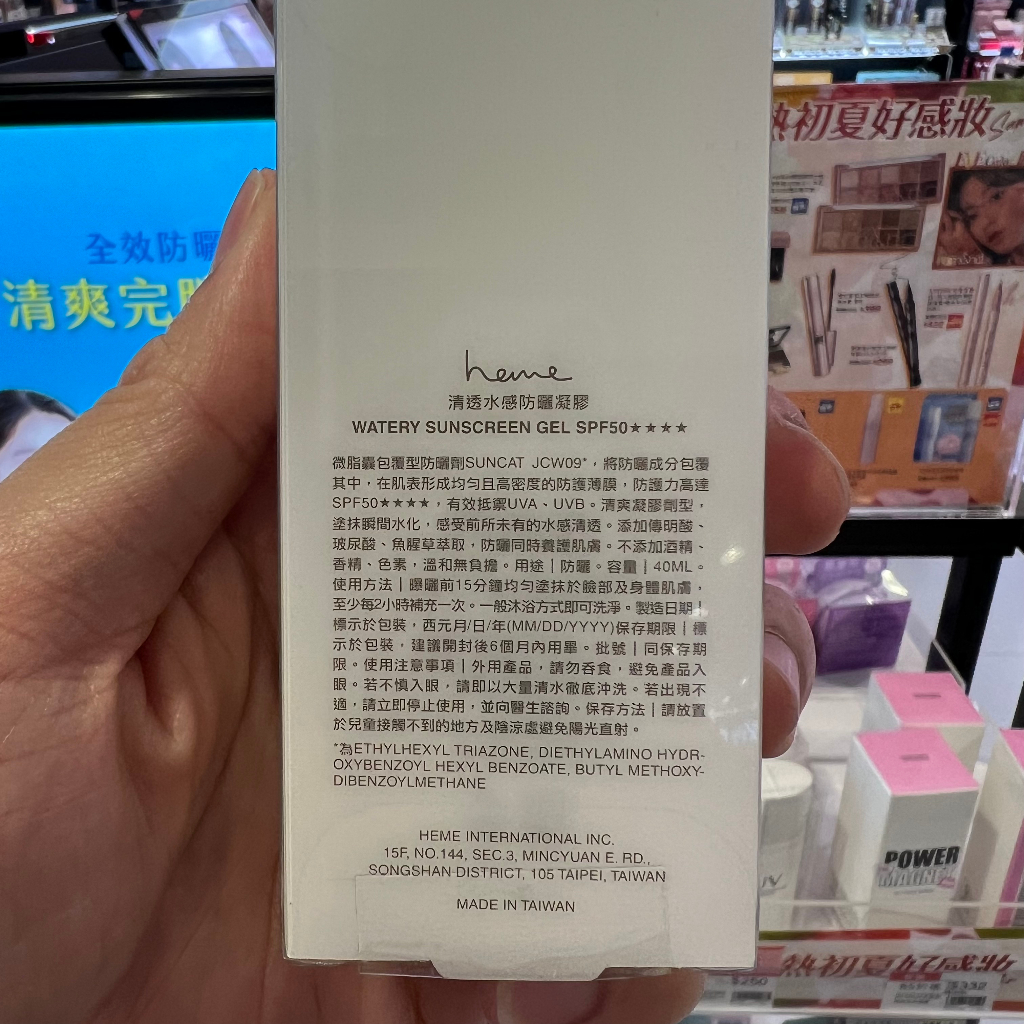 熱初夏好感妝
全效防曬
清爽完
heme
清透水感防曬凝膠
WATERY SUNSCREEN GEL SPF50★★★★
微脂囊包覆型防曬劑SUNCAT JCW09*，將防曬成分包覆
其中，在肌表形成均勻且高密度的防護薄膜，防護力高達
SPF50★★★★，有效抵禦UVA、UVB。清爽凝膠劑型，
塗抹瞬間水化，感受前所未有的水感清透。添加傳明酸、
玻尿酸、魚腥草萃取，防曬同時養護肌膚。不添加酒精、
香精、色素，溫和無負擔。用途｜防曬。容量｜40ML。
使用方法｜曝曬前15分鐘均勻塗抹於臉部及身體肌膚，
至少每2小時補充一次。一般沐浴方式即可洗淨。製造日期｜
標示於包裝，西元月/日/年(MM/DD/YYYY)保存期限｜標
示於包裝，建議開封後6個月內用畢。批號｜同保存期
限。使用注意事項｜外用產品，請勿吞食，避免產品入
眼。若不慎入眼，請即以大量清水徹底沖洗。若出現不
適，請立即停止使用，並向醫生諮詢。保存方法｜請放置
於兒童接觸不到的地方及陰涼處避免陽光直射。
*為ETHYLHEXYL TRIAZONE, DIETHYLAMINO HYDR-
OXYBENZOYL HEXYL BENZOATE, BUTYL METHOXY-
DIBENZOYLMETHANE
HEME INTERNATIONAL INC.
15F, NO.144, SEC.3, MINCYUAN E. RD.,
SONGSHAN DISTRICT, 105 TAIPEI, TAIWAN
MADE IN TAIWAN
POWER
MAGNET
熱初夏好感妝
$250
$332